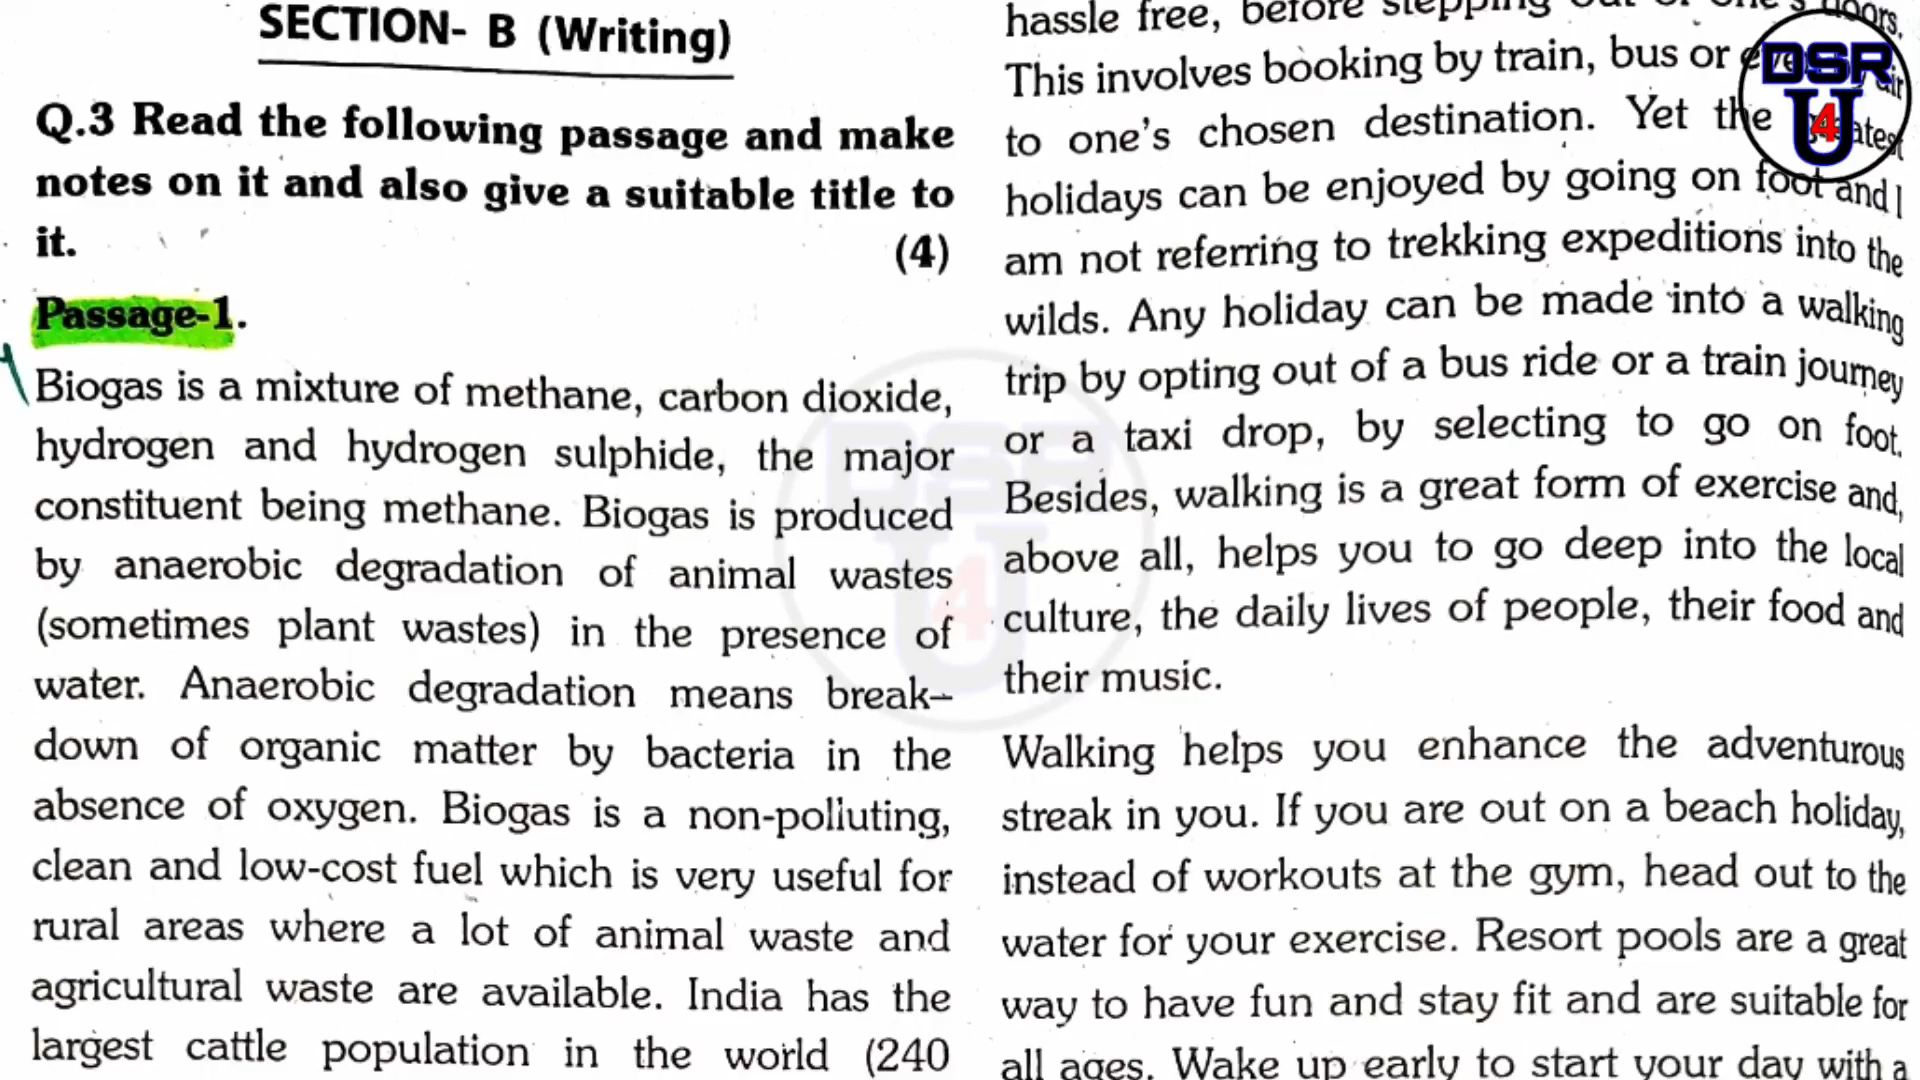 SECTION- B (Writing)
Q.3 Read the following passage and make
notes on it and also give a suitable title to
it. (4)
Passage-1.
Biogas is a mixture of methane, carbon dioxide,
hydrogen and hydrogen sulphide, the major
constituent being methane. Biogas is produced
by anaerobic degradation of animal wastes
(sometimes plant wastes) in the presence of
water. Anaerobic degradation means break-
down of organic matter by bacteria in the
absence of oxygen. Biogas is a non-polluting,
clean and low-cost fuel which is very useful for
rural areas where a lot of animal waste and
agricultural waste are available. India has the
largest cattle population in the world (240
hassle free, before stepping out of one's doors.
This involves booking by train, bus or
to one's chosen destination. Yet the
holidays can be enjoyed by going on foot and I
am not referring to trekking expeditions into the
wilds. Any holiday can be made into a walking
trip by opting out of a bus ride or a train journey
or a taxi drop, by selecting to go on foot.
Besides, walking is a great form of exercise and,
above all, helps you to go deep into the local
culture, the daily lives of people, their food and
their music.
Walking helps you enhance the adventurous
streak in you. If you are out on a beach holiday,
instead of workouts at the gym, head out to the
water for your exercise. Resort pools are a great
way to have fun and stay fit and are suitable for
all ages. Wake up early to start your day with a
DSR
U
4
DSR
U
4